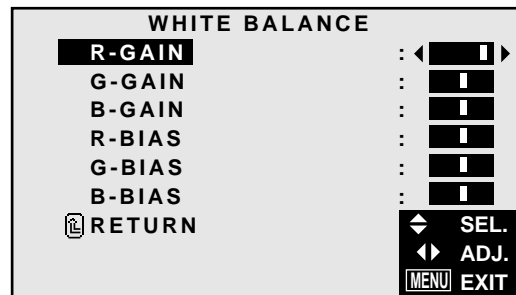 WHITE BALANCE
R-GAIN :
G-GAIN :
B-GAIN :
R-BIAS :
G-BIAS :
B-BIAS :
RETURN
SEL.
ADJ.
MENU EXIT